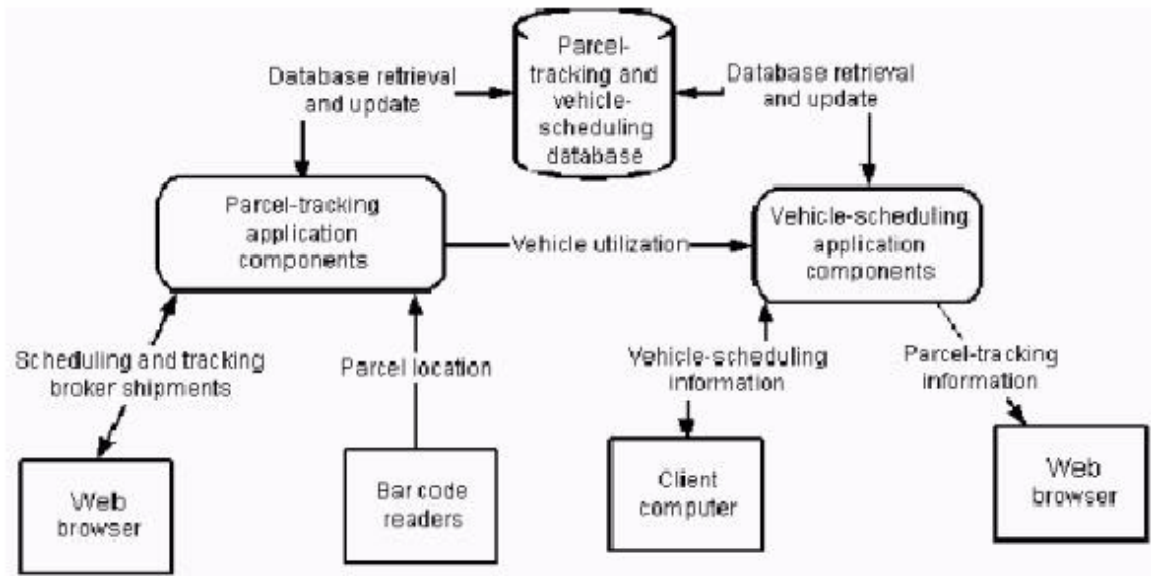 Parcel-
tracking and
vehicle-
scheduling
database
Database retrieval
and update
Database retrieval
and update
Parcel-tracking
application
components
Vehicle utilization
Vehicle-scheduling
application
components
Scheduling and tracking
broker shipments
Parcel location
Vehicle-scheduling
information
Parcel-tracking
information
Web
browser
Bar code
readers
Client
computer
Web
browser